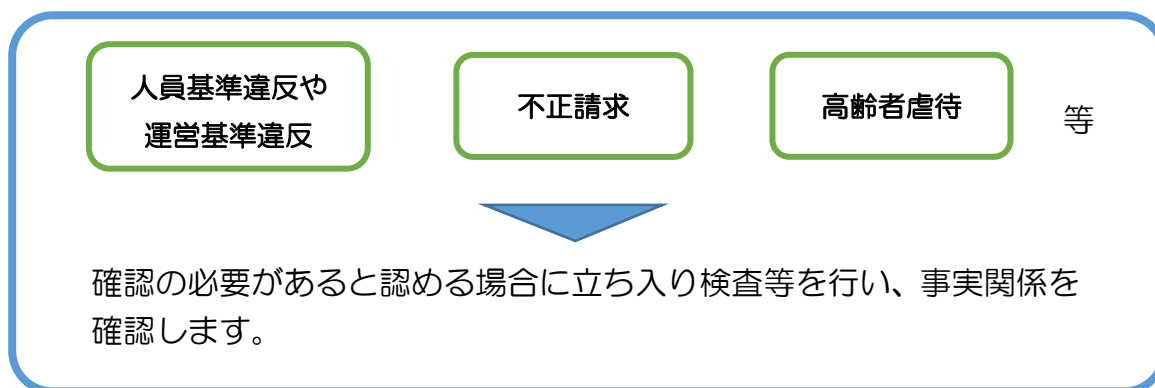 人員基準違反や
運営基準違反
不正請求
高齢者虐待
等
確認の必要があると認める場合に立ち入り検査等を行い、事実関係を
確認します。